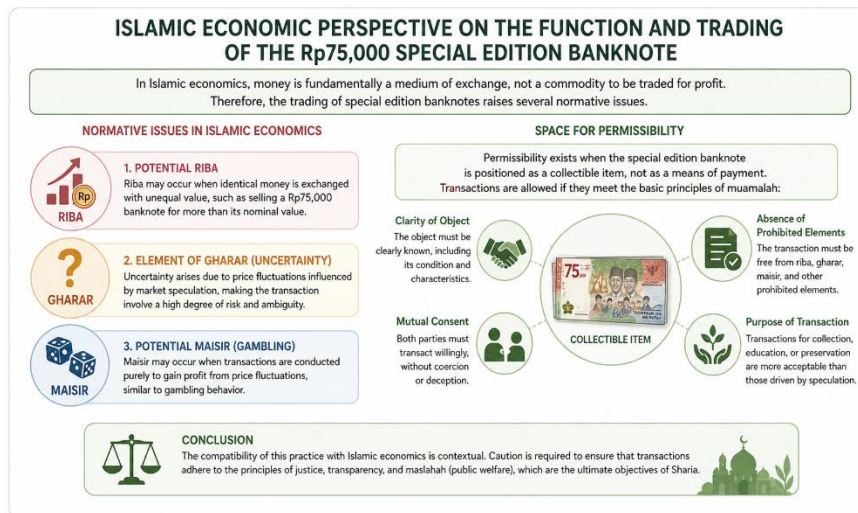 ISLAMIC ECONOMIC PERSPECTIVE ON THE FUNCTION AND TRADING
OF THE Rp75,000 SPECIAL EDITION BANKNOTE
In Islamic economics, money is fundamentally a medium of exchange, not a commodity to be traded for profit.
Therefore, the trading of special edition banknotes raises several normative issues.
NORMATIVE ISSUES IN ISLAMIC ECONOMICS
Rp
RIBA
1. POTENTIAL RIBA
Riba may occur when identical money is exchanged
with unequal value, such as selling a Rp75,000
banknote for more than its nominal value.
?
GHARAR
2. ELEMENT OF GHARAR (UNCERTAINTY)
Uncertainty arises due to price fluctuations influenced
by market speculation, making the transaction
involve a high degree of risk and ambiguity.
MAISIR
3. POTENTIAL MAISIR (GAMBLING)
Maisir may occur when transactions are conducted
purely to gain profit from price fluctuations,
similar to gambling behavior.
SPACE FOR PERMISSIBILITY
Permissibility exists when the special edition banknote
is positioned as a collectible item, not as a means of payment.
Transactions are allowed if they meet the basic principles of muamalah:
Clarity of Object
The object must be
clearly known, including
its condition and
characteristics.
Mutual Consent
Both parties must
transact willingly,
without coercion
or deception.
75
COLLECTIBLE ITEM
Absence of
Prohibited Elements
The transaction must be
free from riba, gharar,
maisir, and other
prohibited elements.
Purpose of Transaction
Transactions for collection,
education, or preservation
are more acceptable than
those driven by speculation.
CONCLUSION
The compatibility of this practice with Islamic economics is contextual. Caution is required to ensure that transactions
adhere to the principles of justice, transparency, and maslahah (public welfare), which are the ultimate objectives of Sharia.